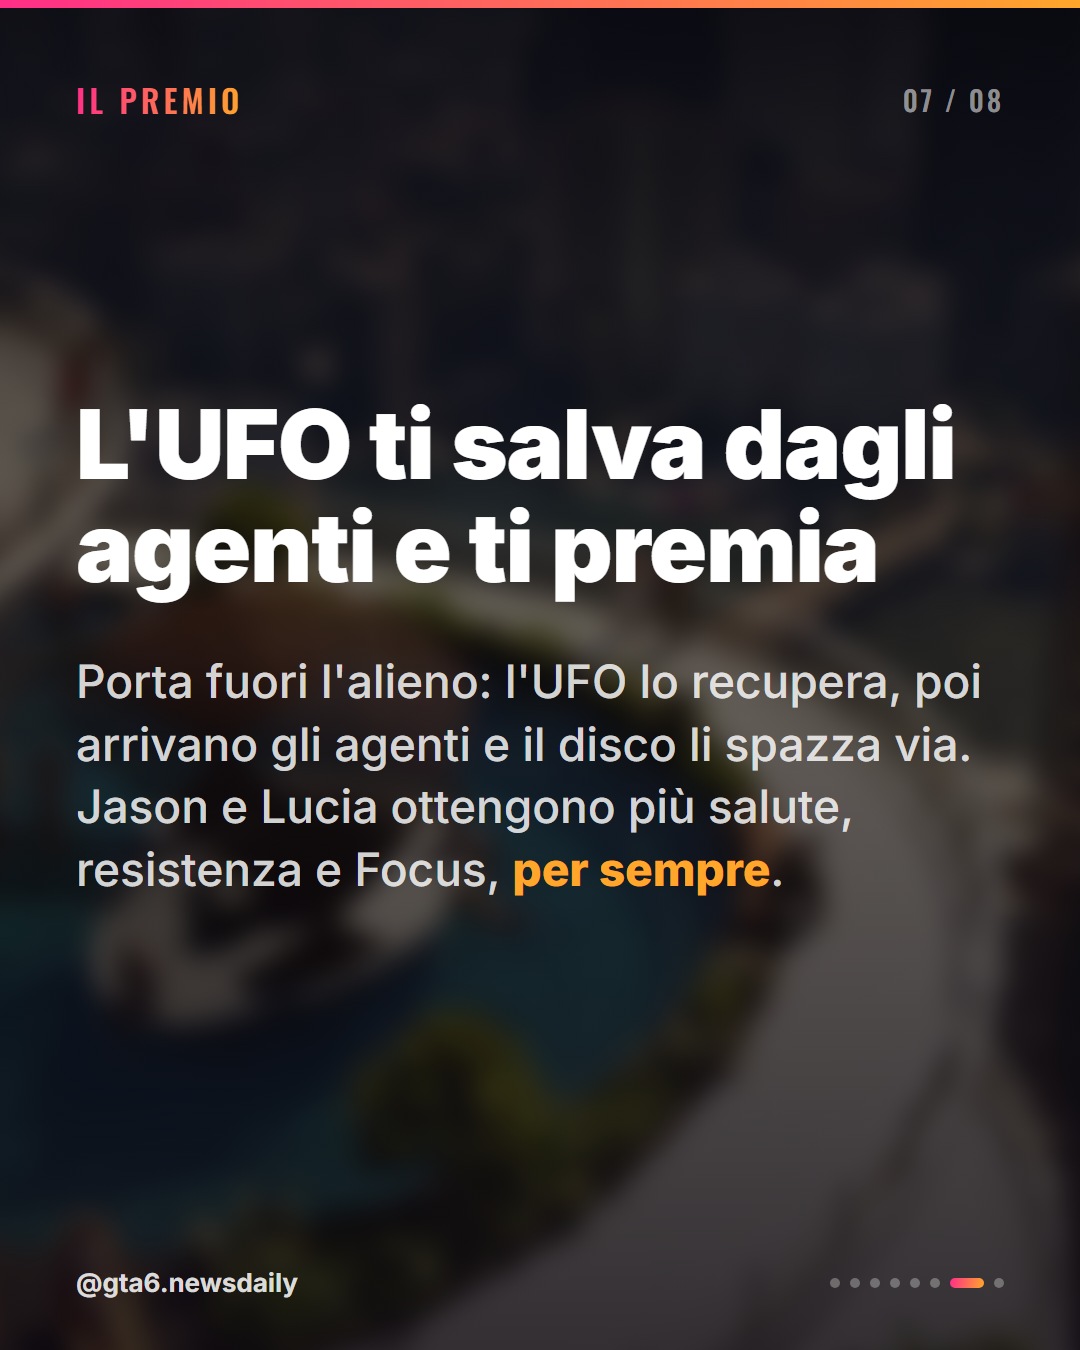 IL PREMIO
07 / 08
L'UFO ti salva dagli
agenti e ti premia
Porta fuori l'alieno: l'UFO lo recupera, poi
arrivano gli agenti e il disco li spazza via.
Jason e Lucia ottengono più salute,
resistenza e Focus, per sempre.
@gta6.newsdaily